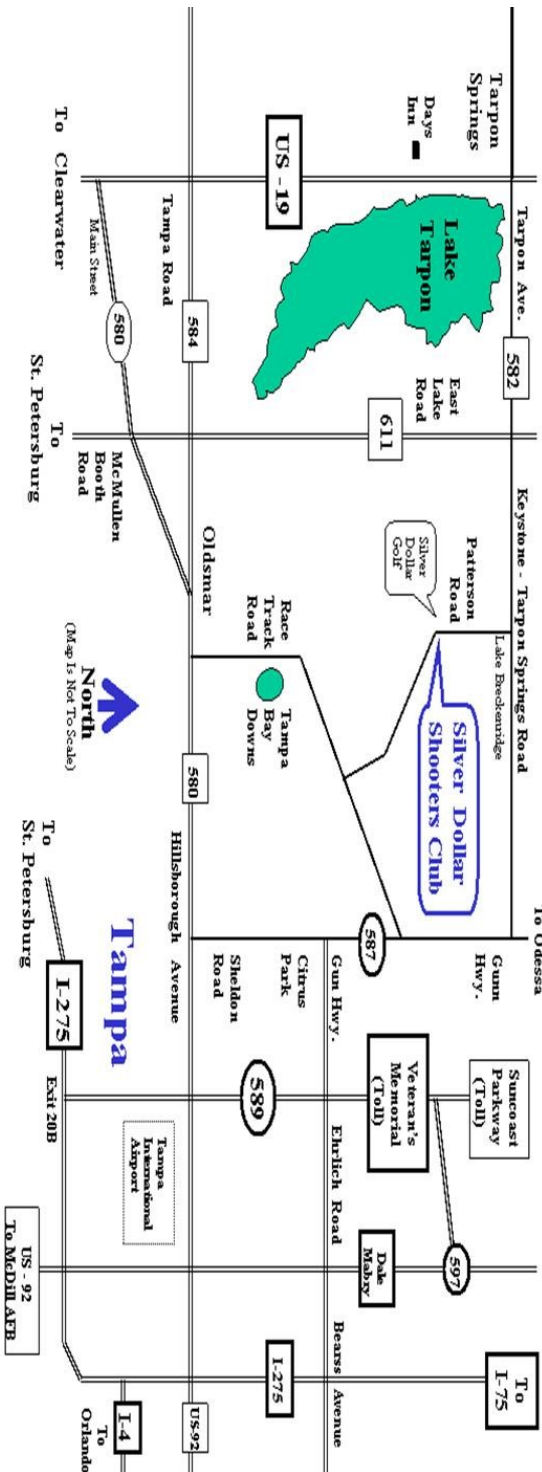 Tarpon
Springs
Days
Inn
US -19
Tarpon Ave.
Lake
Tarpon
582
To Clearwater
Main Street
580
Tampa Road
584
East
Lake
Road
611
To
St. Petersburg
McMullen
Booth
Road
Keystone - Tarpon Springs Road
Patterson
Road
Lake Breckenridge
Silver
Dollar
Golf
Silver Dollar
Shooters Club
Oldsmar
Race
Track
Road
Tampa
Bay
Downs
North
(Map Is Not To Scale)
580
Hillsborough Avenue
To Odessa
Gunn
Hwy.
587
Gun Hwy.
Citrus
Park
Sheldon
Road
To
St. Petersburg
I-275
Tampa
Exit 20B
589
Veteran's
Memorial
(Toll)
Suncoast
Parkway
(Toll)
Ehrlich Road
Tampa
International
Airport
597
Dale
Mabry
US - 92
To McDill AFB
Bearss Avenue
I-275
To
I-75
US-92
I-4
To
Orlando